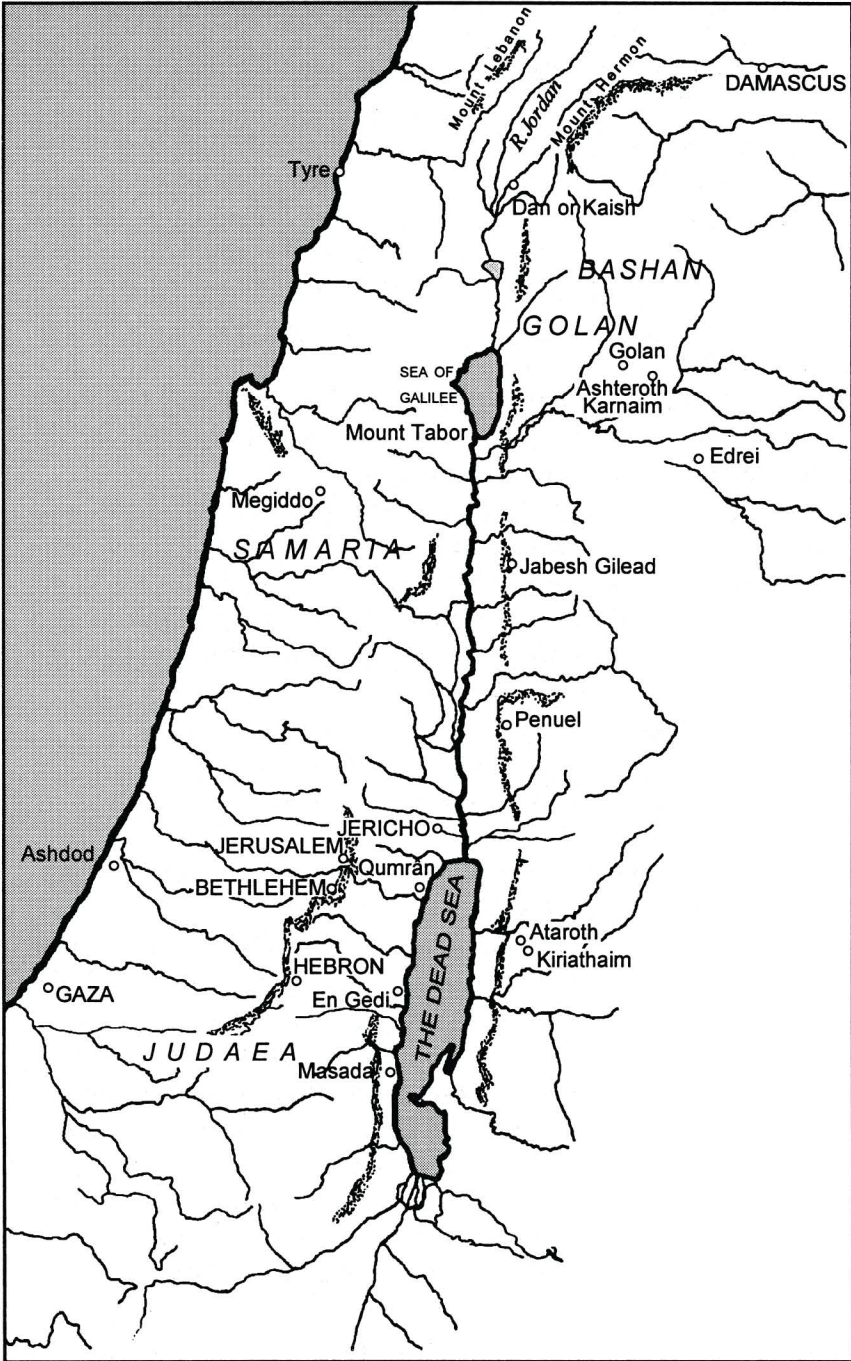 Mount Lebanon
R. Jordan
Mount Hermon
DAMASCUS
Tyre
Dan or Kaish
BASHAN
GOLAN
Golan
SEA OF
GALILEE
Ashteroth
Karnaim
Mount Tabor
Edrei
Megiddo
SAMARIA
Jabesh Gilead
Penuel
JERICHO
JERUSALEM
Ashdod
Qumrân
BETHLEHEM
THE DEAD SEA
Ataroth
Kiriathaim
HEBRON
GAZA
En Gedi
JUDAEA
Masada